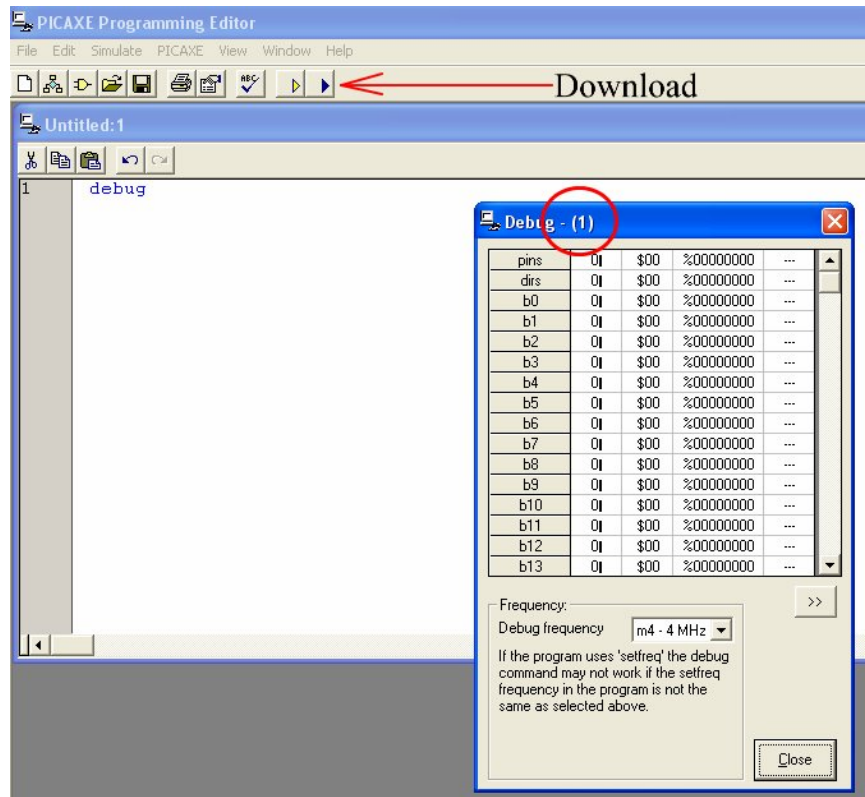 PICAXE Programming Editor
File Edit Simulate PICAXE View Window Help
ABC
Download
Untitled:1
1 debug
Debug - (1)
pins 0 $00 %00000000 ---
dirs 0 $00 %00000000 ---
b0 0 $00 %00000000 ---
b1 0 $00 %00000000 ---
b2 0 $00 %00000000 ---
b3 0 $00 %00000000 ---
b4 0 $00 %00000000 ---
b5 0 $00 %00000000 ---
b6 0 $00 %00000000 ---
b7 0 $00 %00000000 ---
b8 0 $00 %00000000 ---
b9 0 $00 %00000000 ---
b10 0 $00 %00000000 ---
b11 0 $00 %00000000 ---
b12 0 $00 %00000000 ---
b13 0 $00 %00000000 ---
>>
Frequency:
Debug frequency m4 - 4 MHz
If the program uses 'setfreq' the debug
command may not work if the setfreq
frequency in the program is not the
same as selected above.
Close